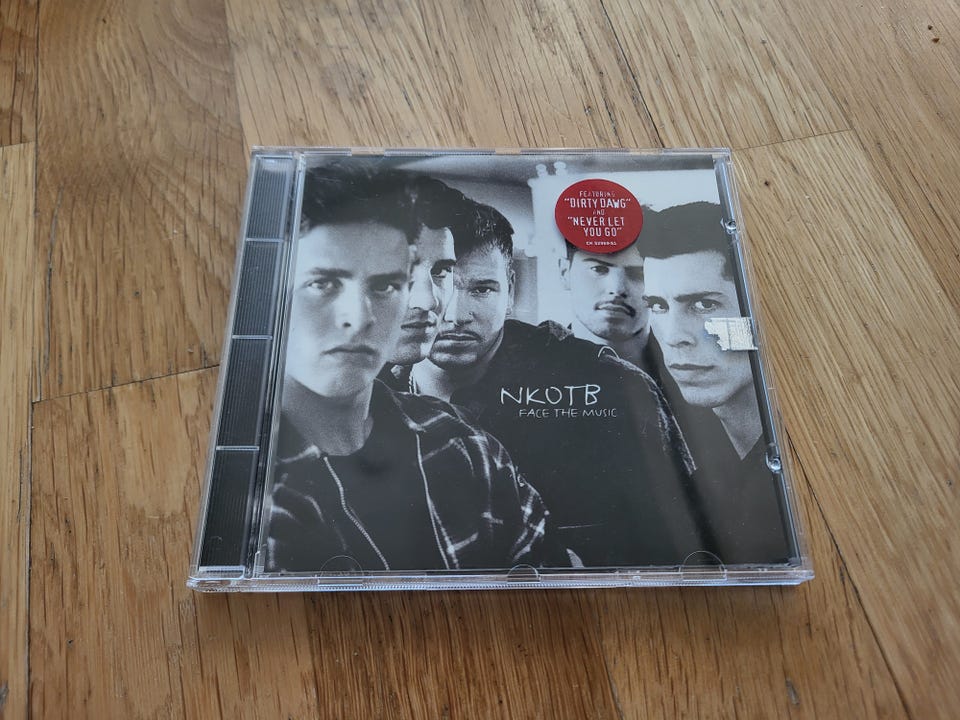 FEATURING
"DIRTY DAWG"
AND
"NEVER LET
YOU GO"
NKOTB
FACE THE MUSIC